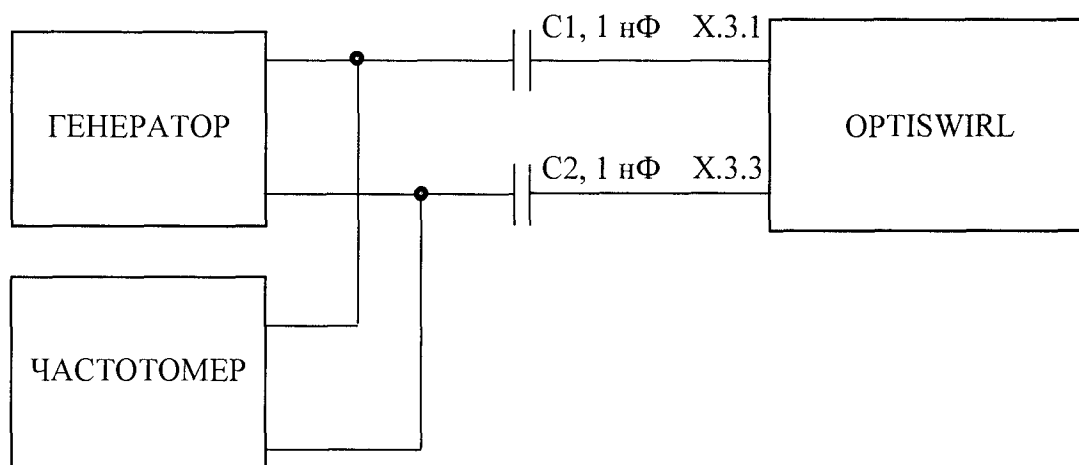 C1, 1 нФ X.3.1
ГЕНЕРАТОР
OPTISWIRL
C2, 1 нФ X.3.3
ЧАСТОТОМЕР